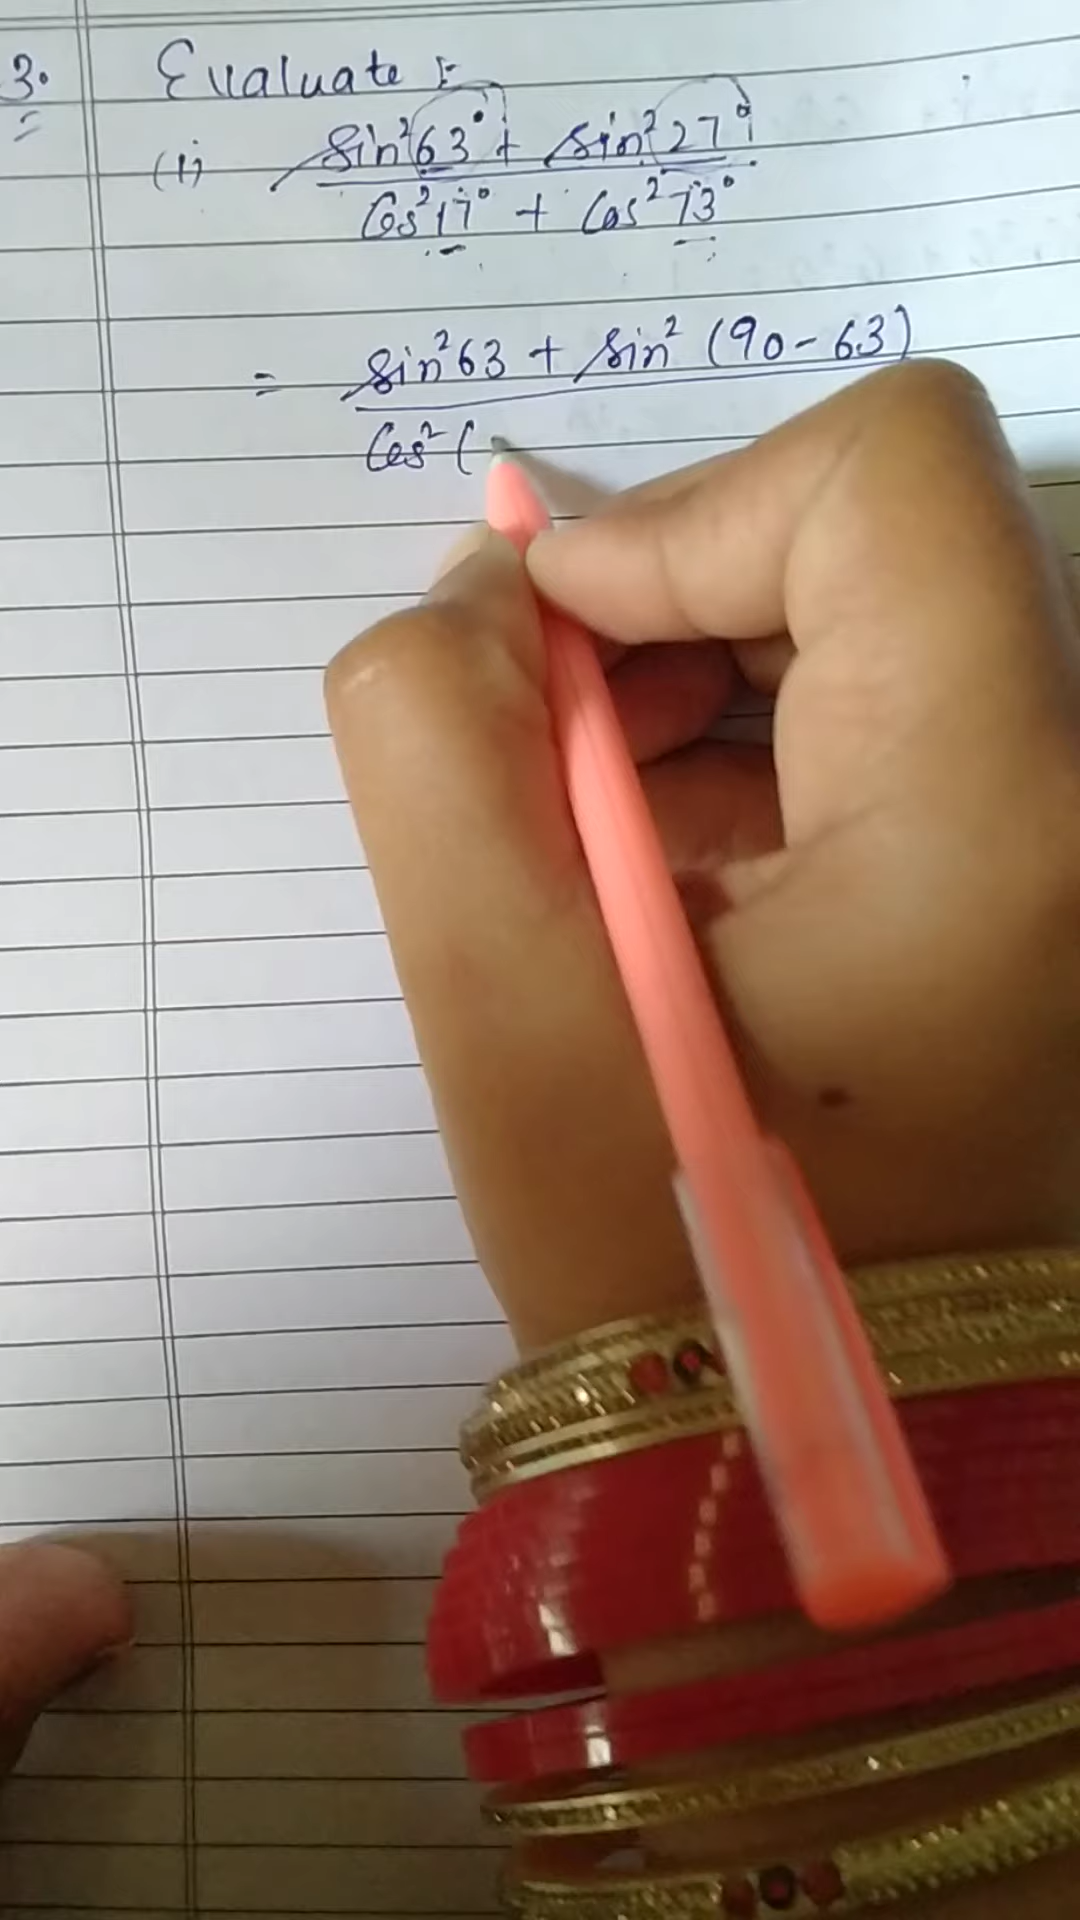 3. Evaluate :
(i) sin²63° + sin²27°
Cos²17° + Cos²73°
= sin²63 + sin² (90-63)
Cos² (